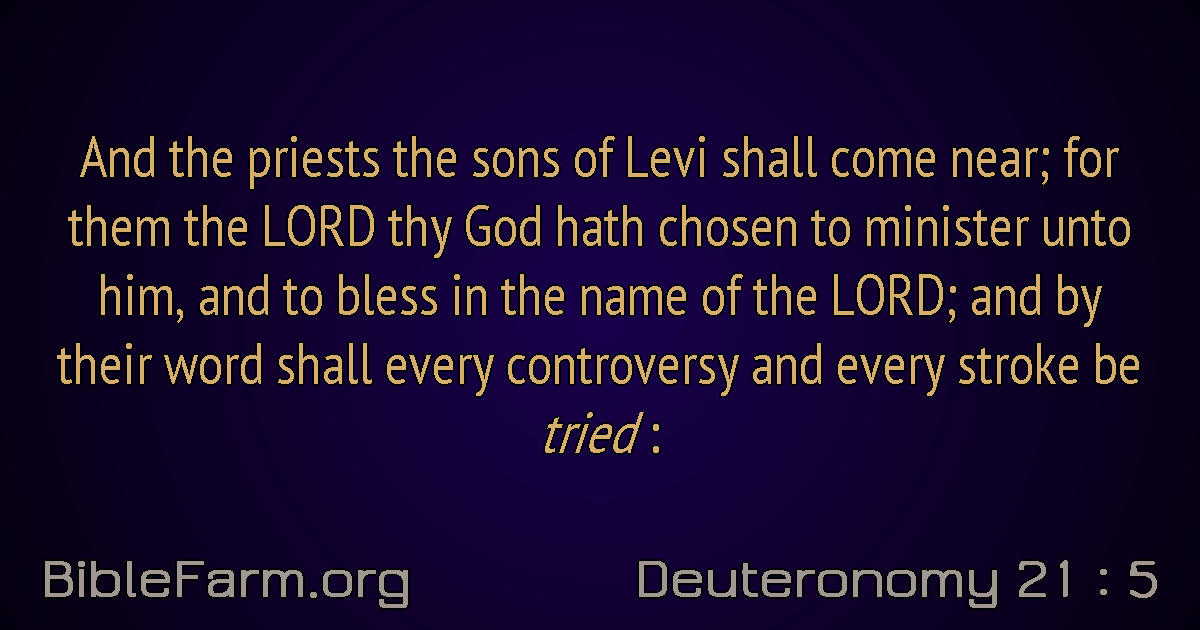 And the priests the sons of Levi shall come near; for
them the LORD thy God hath chosen to minister unto
him, and to bless in the name of the LORD; and by
their word shall every controversy and every stroke be
tried :
BibleFarm.org
Deuteronomy 21 : 5